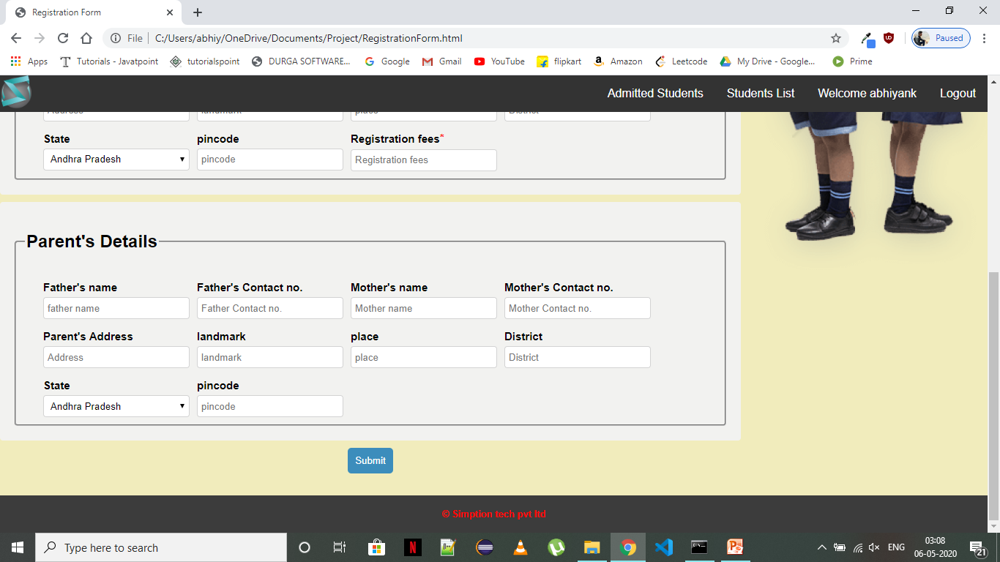 Registration Form
File
C:/Users/abhiy/OneDrive/Documents/Project/RegistrationForm.html
Paused
Apps
Tutorials - Javatpoint
tutorialspoint
DURGA SOFTWARE...
Google
Gmail
YouTube
flipkart
Amazon
Leetcode
My Drive - Google...
Prime
Admitted Students
Students List
Welcome abhiyank
Logout
Address landmark place District
State pincode Registration fees*
Andhra Pradesh pincode Registration fees
Parent's Details
Father's name Father's Contact no. Mother's name Mother's Contact no.
father name Father Contact no. Mother name Mother Contact no.
Parent's Address landmark place District
Address landmark place District
State pincode
Andhra Pradesh pincode
Submit
© Simption tech pvt ltd
Type here to search
ENG
03:08
06-05-2020
21